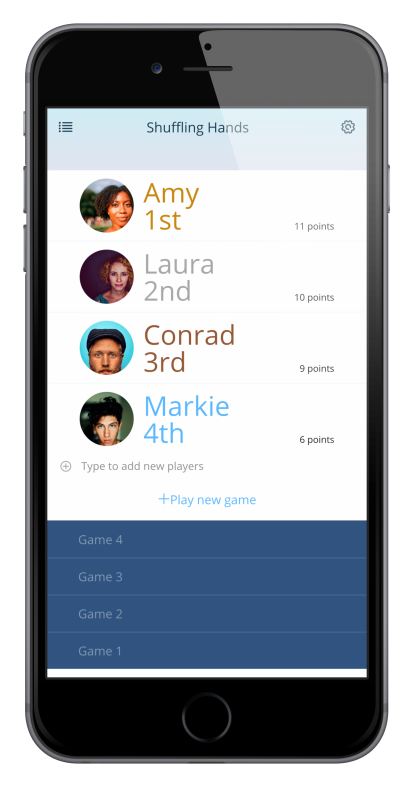 Shuffling Hands
Amy
1st
11 points
Laura
2nd
10 points
Conrad
3rd
9 points
Markie
4th
6 points
Type to add new players
+Play new game
Game 4
Game 3
Game 2
Game 1